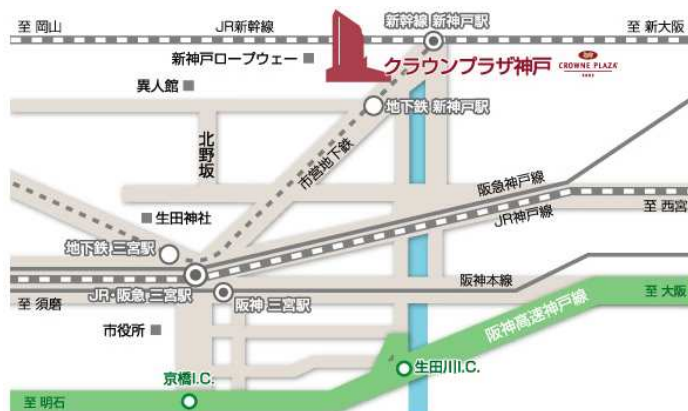 至 岡山
JR新幹線
新幹線 新神戸駅
至 新大阪
新神戸ロープウェー
クラウンプラザ神戸
CROWNE PLAZA
異人館
地下鉄 新神戸駅
北野坂
市営地下鉄
阪急神戸線
生田神社
JR神戸線
至 西宮
地下鉄 三宮駅
阪神本線
JR・阪急 三宮駅
阪神 三宮駅
至 須磨
至 大阪
市役所
阪神高速神戸線
生田川I.C.
京橋I.C.
至 明石